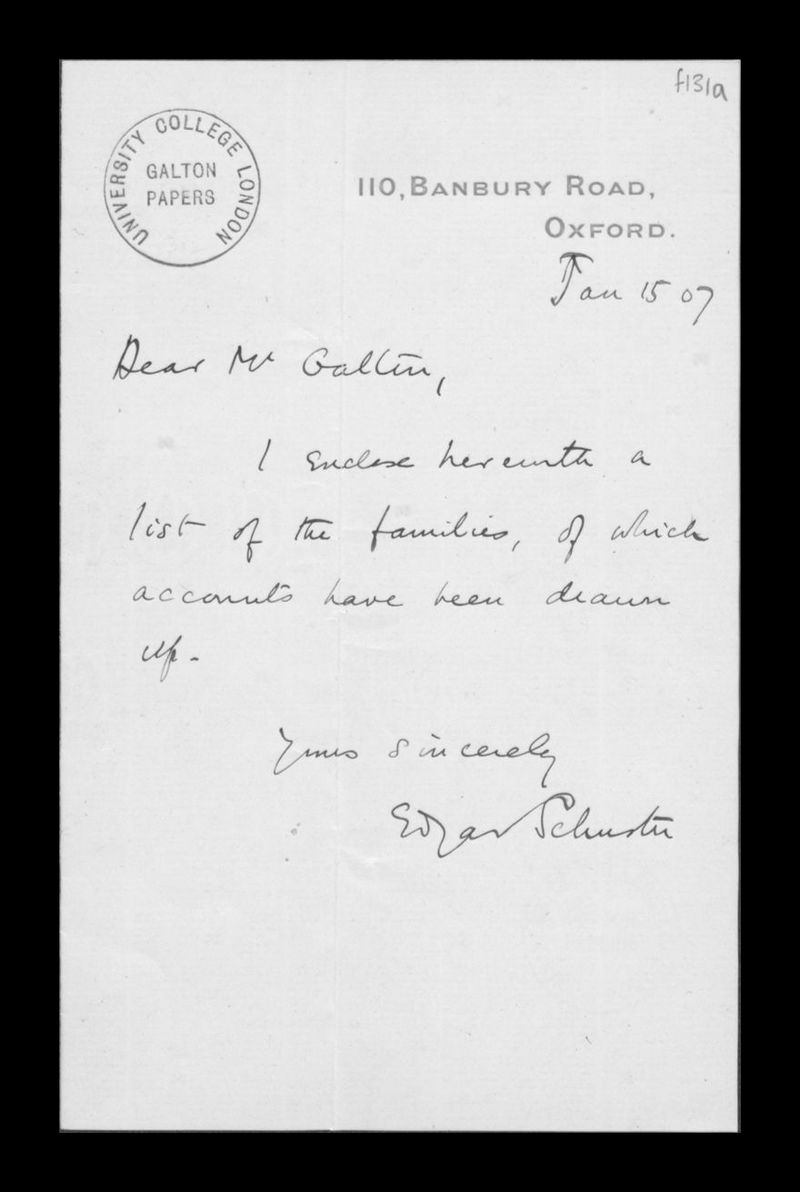 f131a
UNIVERSITY COLLEGE LONDON
GALTON
PAPERS
110, BANBURY ROAD,
OXFORD.
Jan 15 07
Dear Mr Galton,
I enclose herewith a
list of the families, of which
accounts have been drawn
up.
Yours sincerely
Edgar Schuster